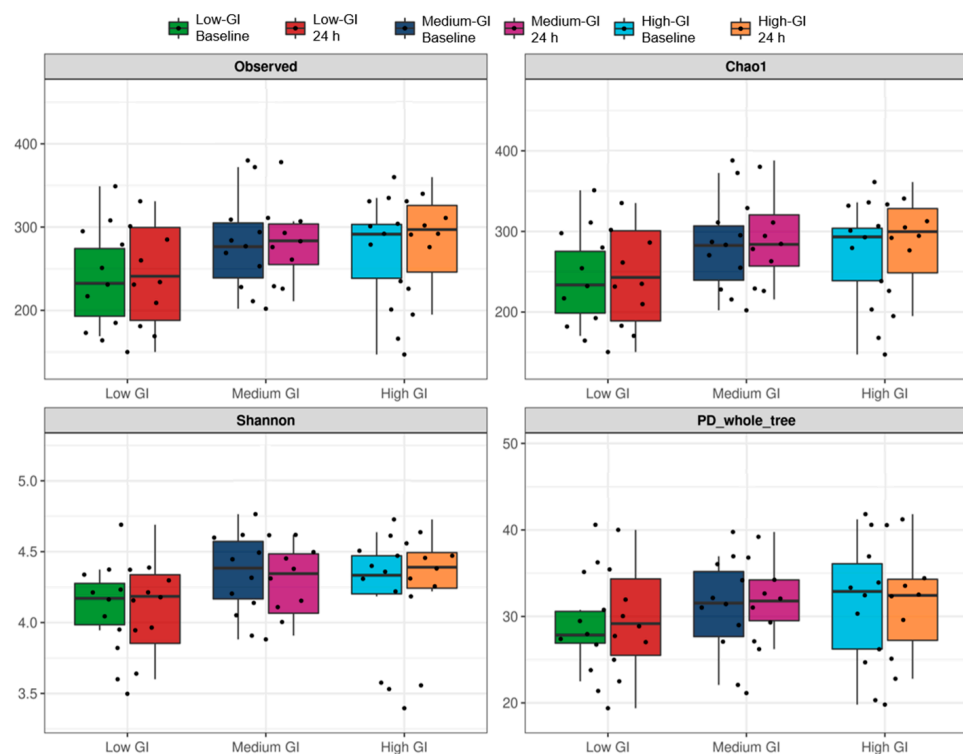 Low-GI Baseline
Low-GI 24 h
Medium-GI Baseline
Medium-GI 24 h
High-GI Baseline
High-GI 24 h
Observed
400
300
200
Low GI
Medium GI
High GI
Chao1
400
300
200
Low GI
Medium GI
High GI
Shannon
5.0
4.5
4.0
3.5
Low GI
Medium GI
High GI
PD_whole_tree
50
40
30
20
Low GI
Medium GI
High GI